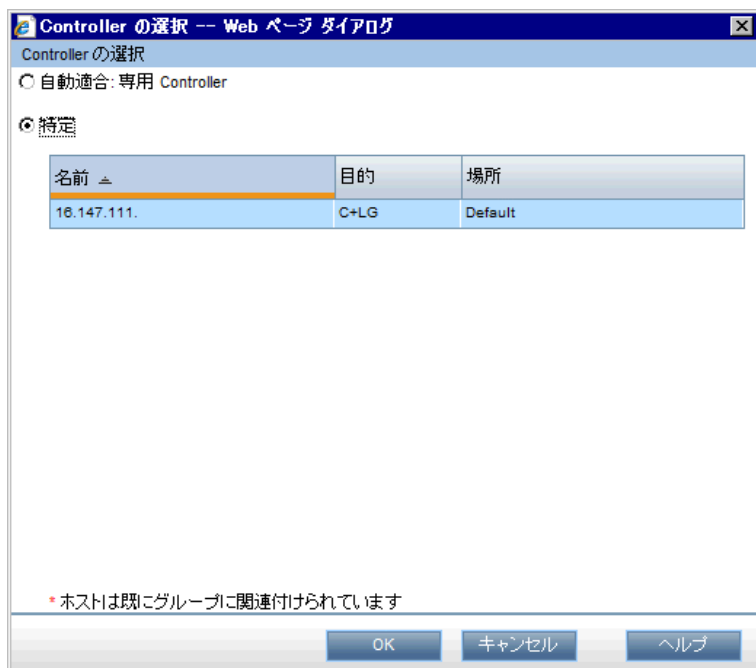 Controller の選択 -- Web ページ ダイアログ
Controller の選択
自動適合: 専用 Controller
特定
名前 目的 場所
16.147.111. C+LG Default
*ホストは既にグループに関連付けられています
OK キャンセル ヘルプ